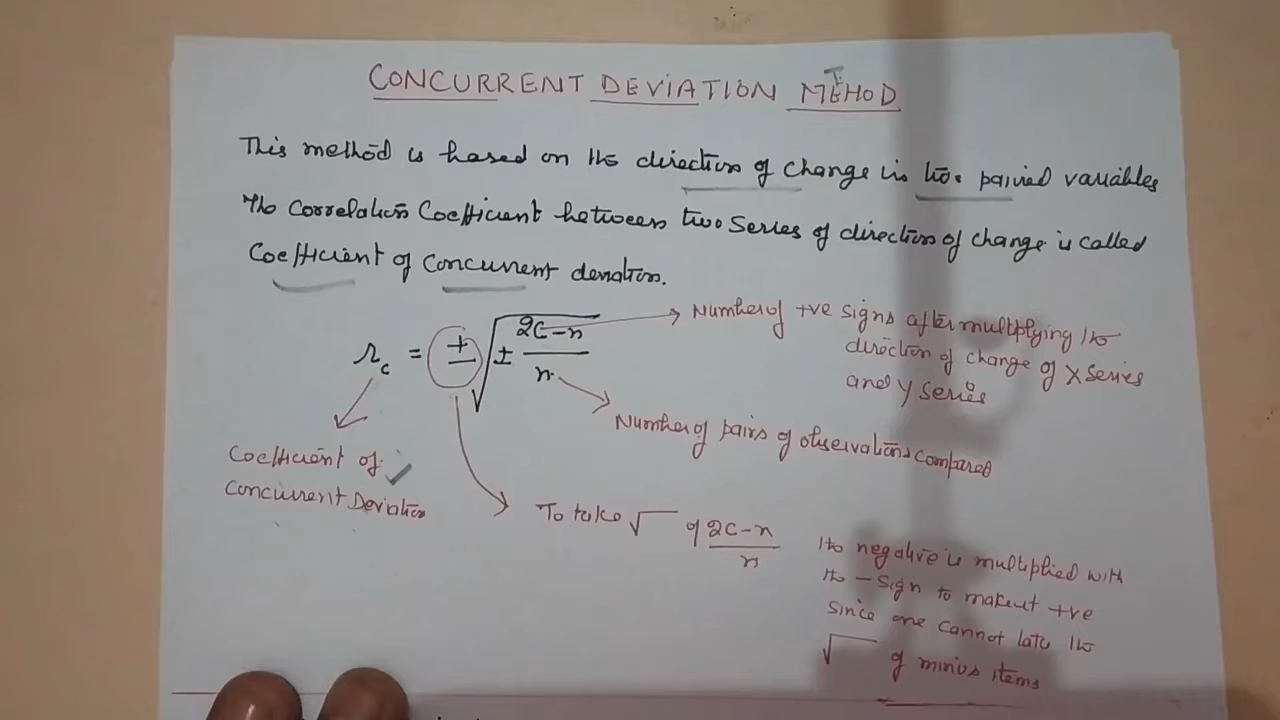 CONCURRENT DEVIATION METHOD
This method is based on the direction of change in two paired variables
The Correlation Coefficient between two Series of direction of change is called
Coefficient of Concurrent deviation.
r_c = ± √ ± 2C-n / n
Number of +ve signs after multiplying the
direction of change of X Series
and Y Series
Number of pairs of observations compared
Coefficient of
Concurrent Deviation
To take √ of 2C-n / n
the negative is multiplied with
the - sign to make it +ve
Since one cannot take the
√ of minus items